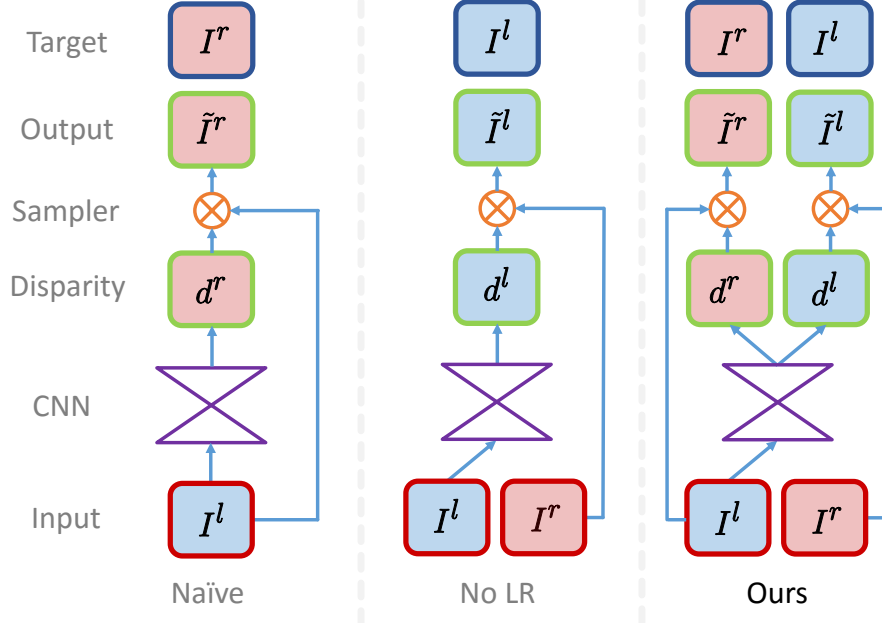 Target I^r I^l I^r I^l
Output Ĩ^r Ĩ^l Ĩ^r Ĩ^l
Sampler
Disparity d^r d^l d^r d^l
CNN
Input I^l I^l I^r I^l I^r
Naïve No LR Ours